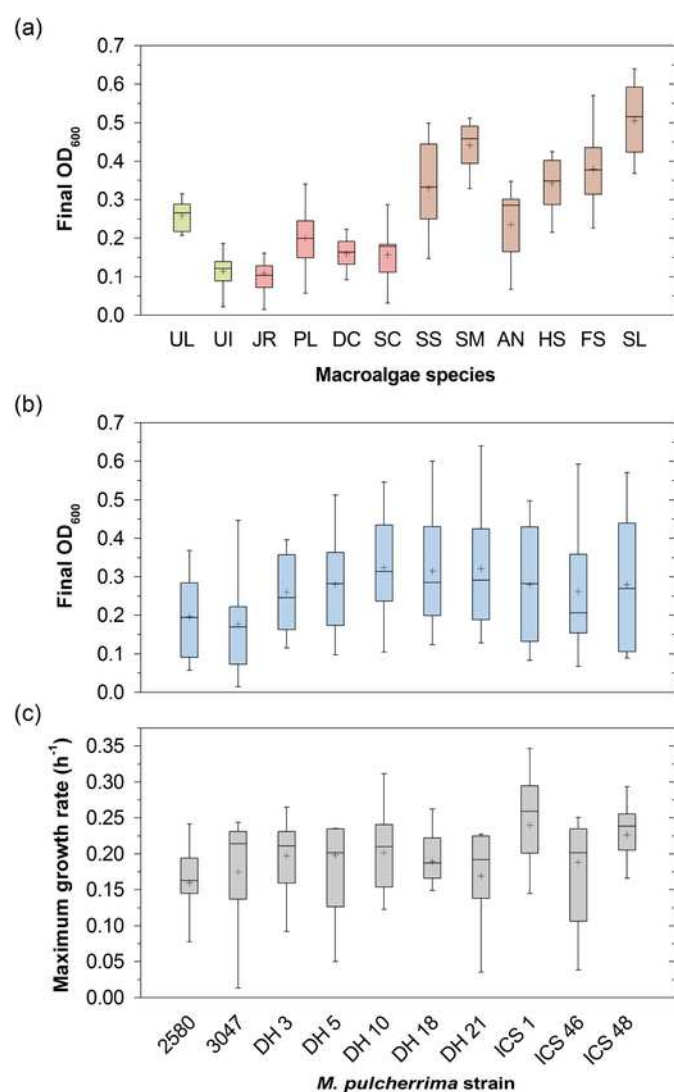 (a)
0.7
0.6
0.5
0.4
0.3
0.2
0.1
0.0
Final OD600
UL UI JR PL DC SC SS SM AN HS FS SL
Macroalgae species
(b)
0.7
0.6
0.5
0.4
0.3
0.2
0.1
0.0
Final OD600
(c)
0.35
0.30
0.25
0.20
0.15
0.10
0.05
0.00
Maximum growth rate (h-1)
2580 3047 DH 3 DH 5 DH 10 DH 18 DH 21 ICS 1 ICS 46 ICS 48
M. pulcherrima strain